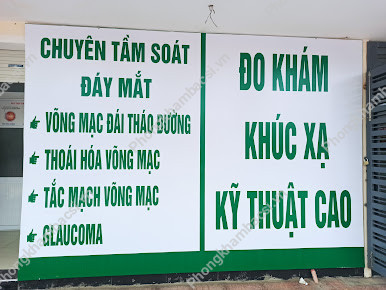 CHUYÊN TẦM SOÁT
ĐÁY MẮT
VÕNG MẠC ĐÁI THÁO ĐƯỜNG
THOÁI HÓA VÕNG MẠC
TẮC MẠCH VÕNG MẠC
GLAUCOMA
ĐO KHÁM
KHÚC XẠ
KỸ THUẬT CAO